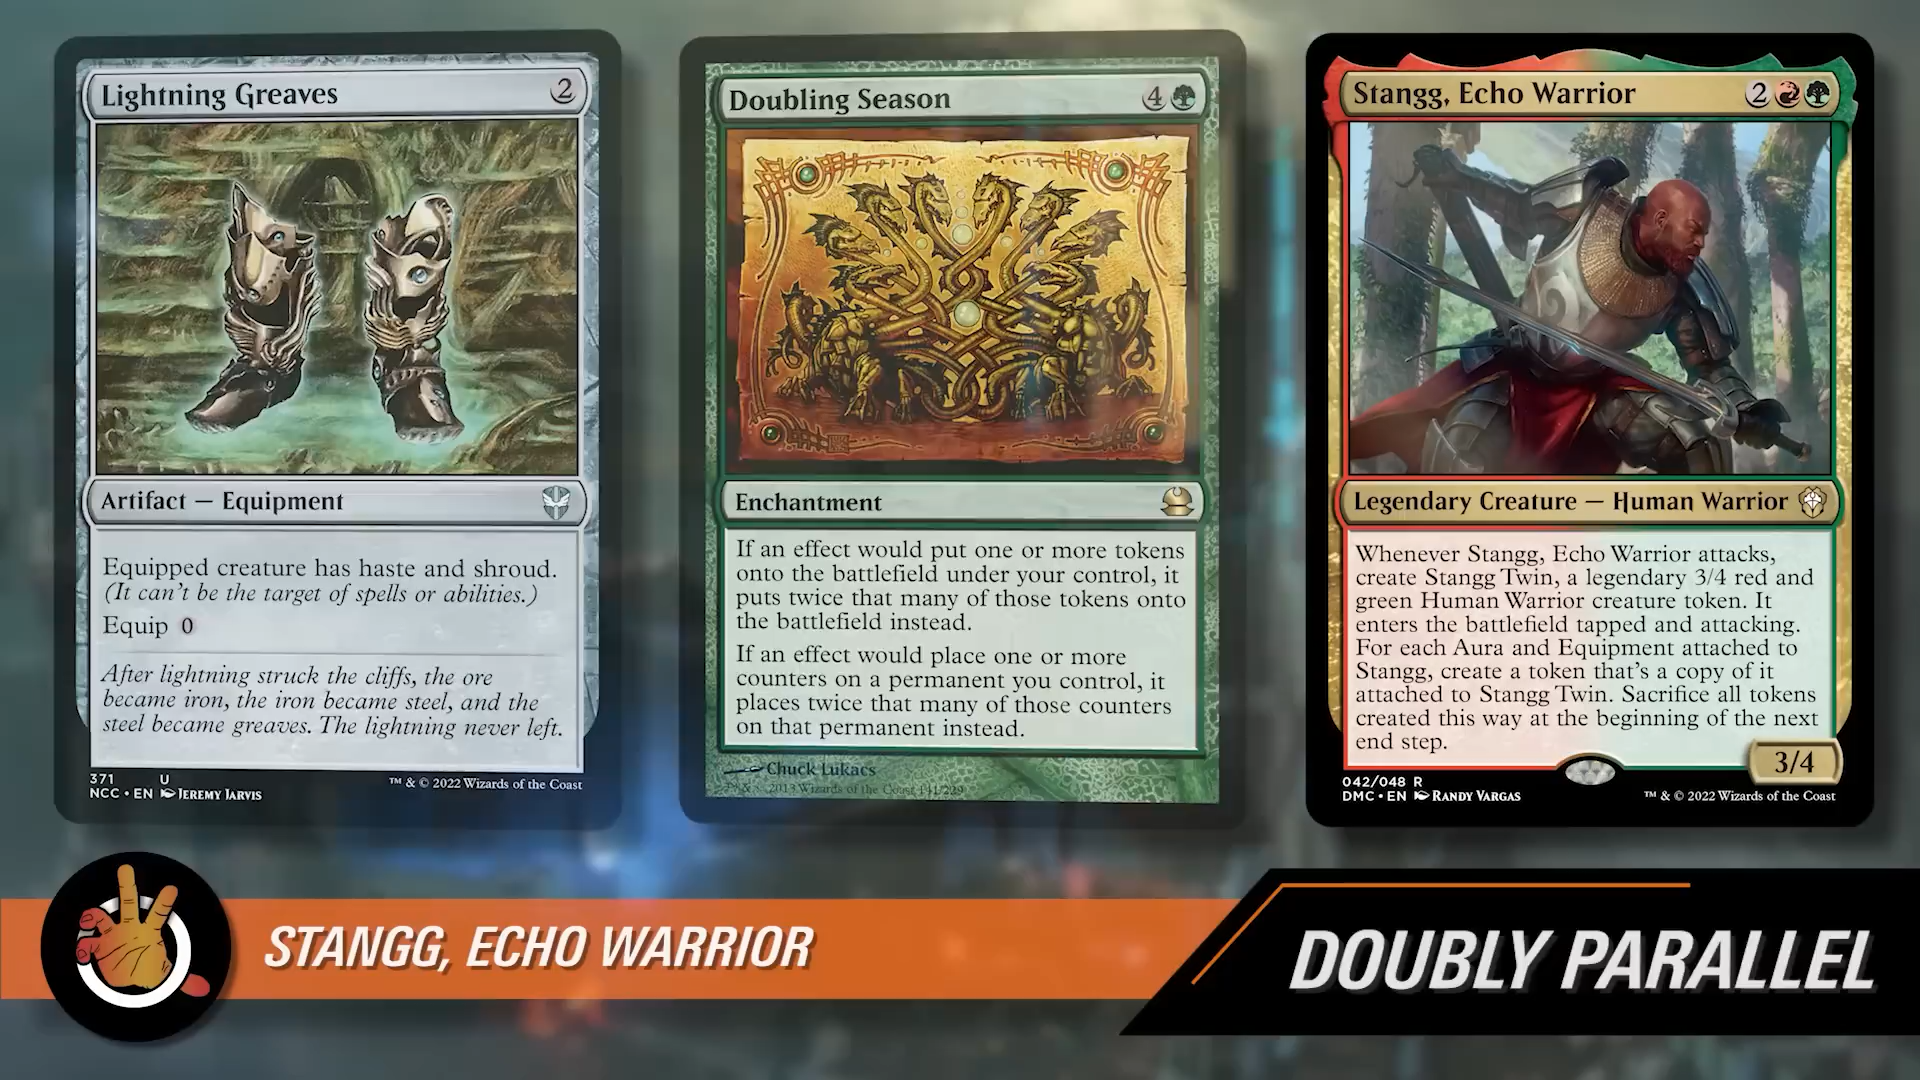 Lightning Greaves 2
Artifact — Equipment
Equipped creature has haste and shroud.
(It can't be the target of spells or abilities.)
Equip 0
After lightning struck the cliffs, the ore
became iron, the iron became steel, and the
steel became greaves. The lightning never left.
371 U
NCC • EN JEREMY JARVIS
™ & © 2022 Wizards of the Coast
Doubling Season 4
Enchantment
If an effect would put one or more tokens
onto the battlefield under your control, it
puts twice that many of those tokens onto
the battlefield instead.
If an effect would place one or more
counters on a permanent you control, it
places twice that many of those counters
on that permanent instead.
Chuck Lukacs
™ & © 2013 Wizards of the Coast 141/229
Stangg, Echo Warrior 2
Legendary Creature — Human Warrior
Whenever Stangg, Echo Warrior attacks,
create Stangg Twin, a legendary 3/4 red and
green Human Warrior creature token. It
enters the battlefield tapped and attacking.
For each Aura and Equipment attached to
Stangg, create a token that's a copy of it
attached to Stangg Twin. Sacrifice all tokens
created this way at the beginning of the next
end step.
3/4
042/048 R
DMC • EN RANDY VARGAS
™ & © 2022 Wizards of the Coast
STANGG, ECHO WARRIOR
DOUBLY PARALLEL